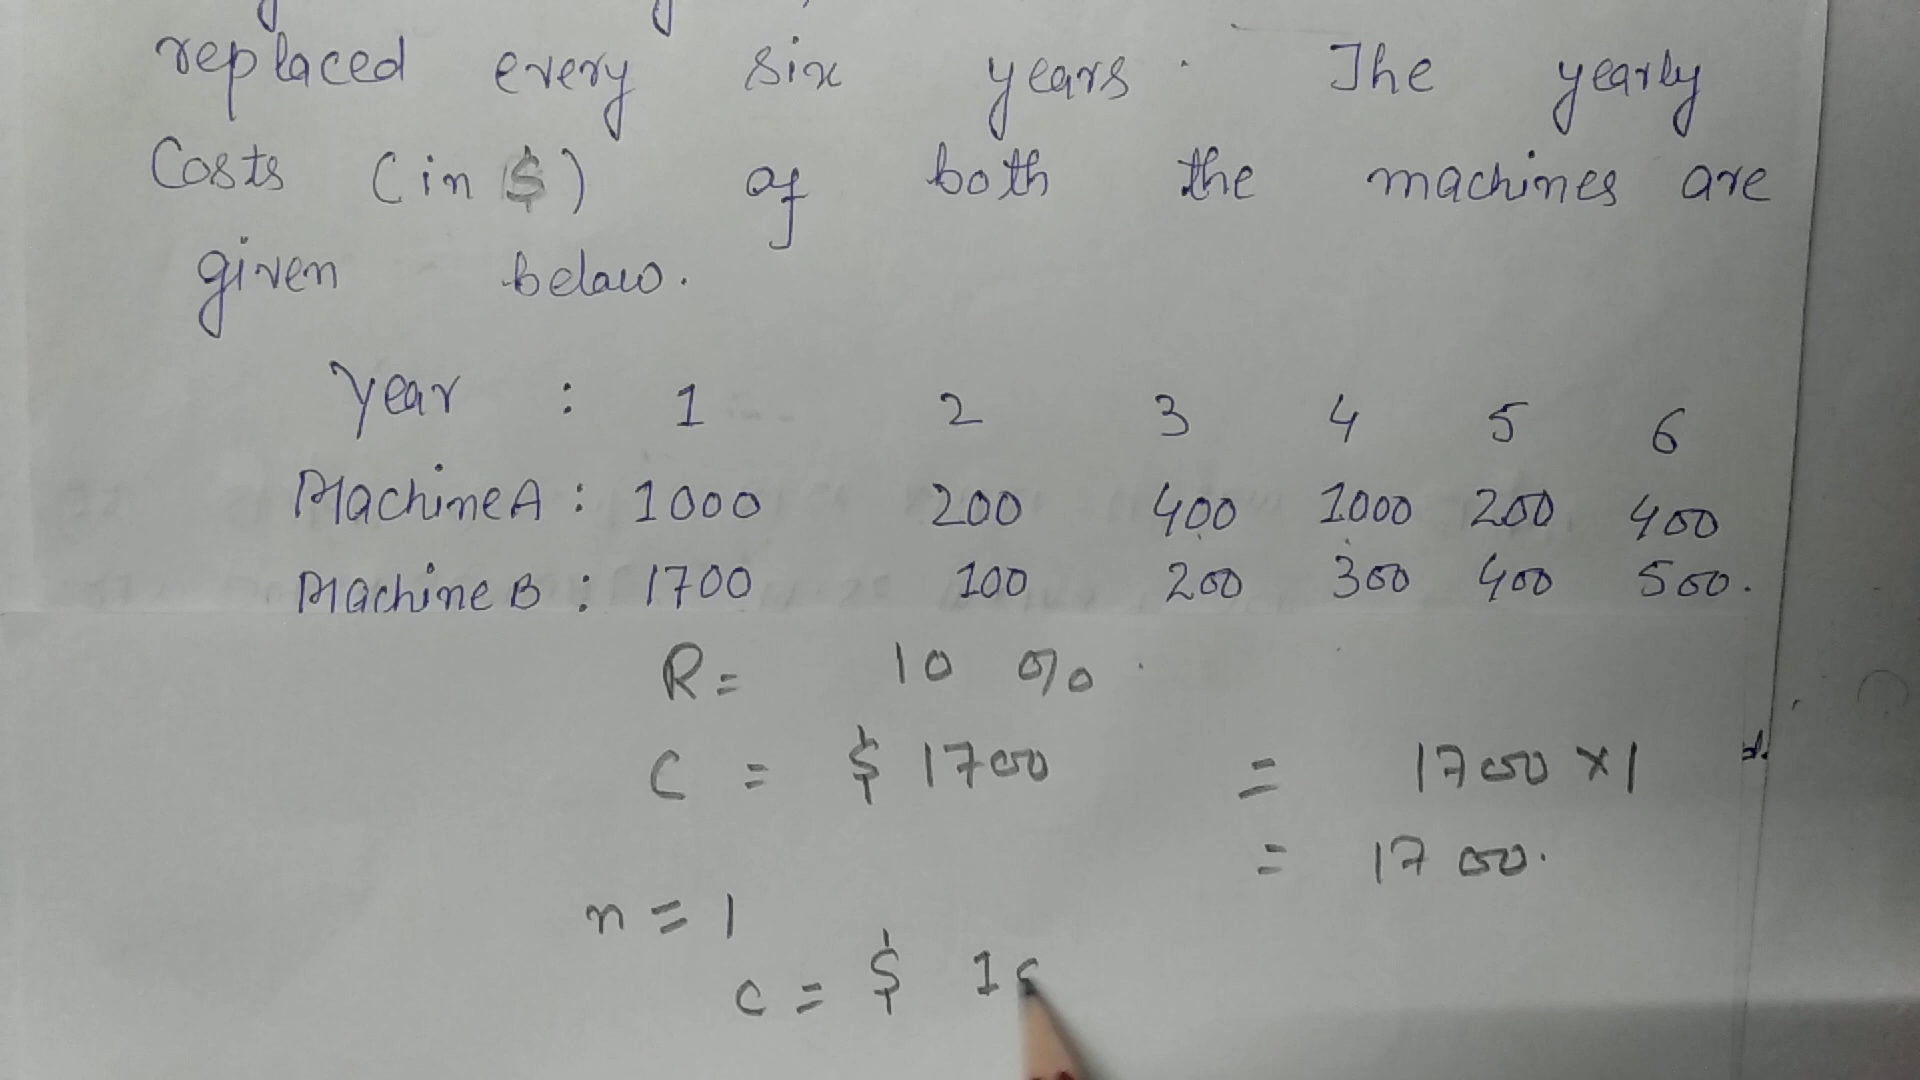 replaced every six years. The yearly
Costs (in $) of both the machines are
given below.
Year : 1 2 3 4 5 6
Machine A : 1000 200 400 1000 200 400
Machine B : 1700 100 200 300 400 500.
R = 10 %
C = $ 1700 = 1700 × 1
= 1700.
n = 1
C = $ 1